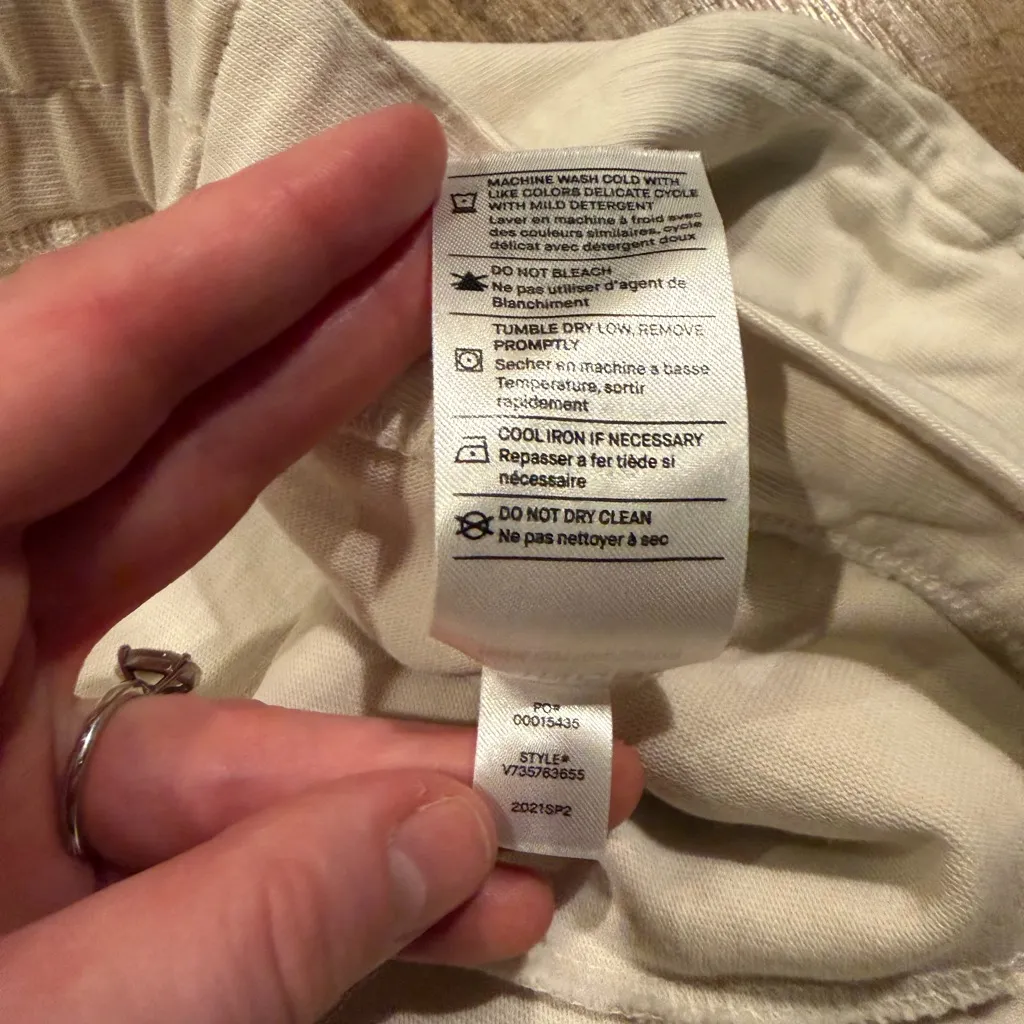 MACHINE WASH COLD WITH
LIKE COLORS DELICATE CYCLE
WITH MILD DETERGENT
Laver en machine à froid avec
des couleurs similaires, cycle
délicat avec détergent doux
DO NOT BLEACH
Ne pas utiliser d'agent de
Blanchiment
TUMBLE DRY LOW, REMOVE
PROMPTLY
Secher en machine a basse
Temperature, sortir
rapidement
COOL IRON IF NECESSARY
Repasser a fer tiède si
nécessaire
DO NOT DRY CLEAN
Ne pas nettoyer à sec
PO#
00015435
STYLE#
V735763655
2021SP2